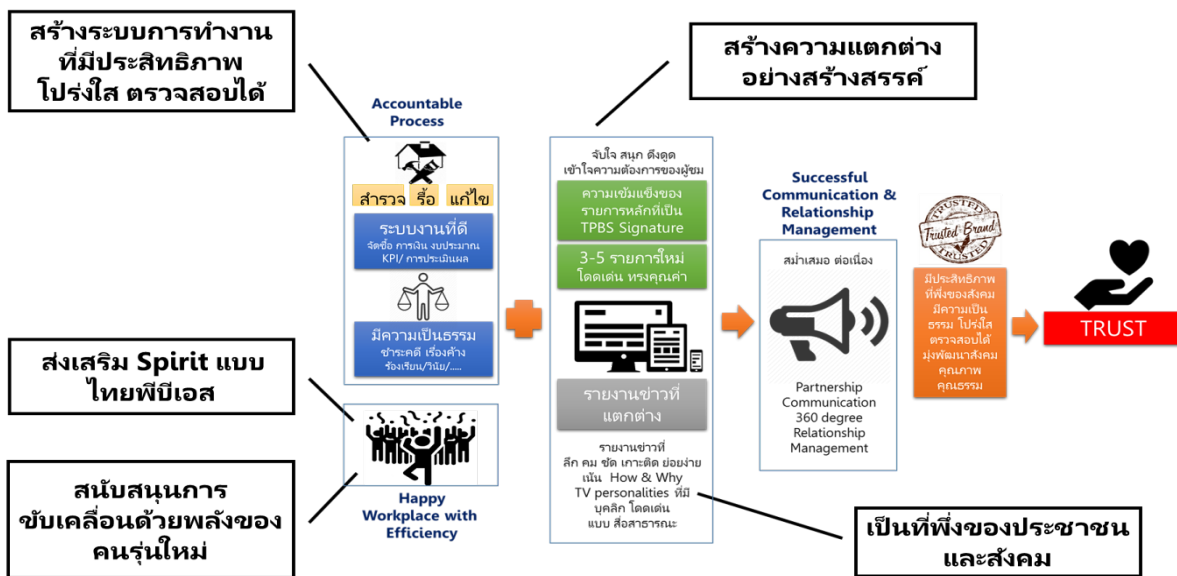 สร้างระบบการทำงาน
ที่มีประสิทธิภาพ
โปร่งใส ตรวจสอบได้
สร้างความแตกต่าง
อย่างสร้างสรรค์
Accountable
Process
สำรวจ รื้อ แก้ไข
ระบบงานที่ดี
จัดซื้อ การเงิน งบประมาณ
KPI/ การประเมินผล
มีความเป็นธรรม
ชำระคดี เรื่องค้าง
ร้องเรียน/วินัย/.....
Happy
Workplace with
Efficiency
ส่งเสริม Spirit แบบ
ไทยพีบีเอส
สนับสนุนการ
ขับเคลื่อนด้วยพลังของ
คนรุ่นใหม่
จับใจ สนุก ดึงดูด
เข้าใจความต้องการของผู้ชม
ความเข้มแข็งของ
รายการหลักที่เป็น
TPBS Signature
3-5 รายการใหม่
โดดเด่น ทรงคุณค่า
รายงานข่าวที่
แตกต่าง
รายงานข่าวที่
ลึก คม ชัด เกาะติด ย่อยง่าย
เน้น How & Why
TV personalities ที่มี
บุคลิก โดดเด่น
แบบ สื่อสาธารณะ
Successful
Communication &
Relationship
Management
สม่ำเสมอ ต่อเนื่อง
Partnership
Communication
360 degree
Relationship
Management
TRUSTED
Trusted Brand
TRUSTED
มีประสิทธิภาพ
ที่พึ่งของสังคม
มีความเป็น
ธรรม โปร่งใส
ตรวจสอบได้
มุ่งพัฒนาสังคม
คุณภาพ
คุณธรรม
TRUST
เป็นที่พึ่งของประชาชน
และสังคม